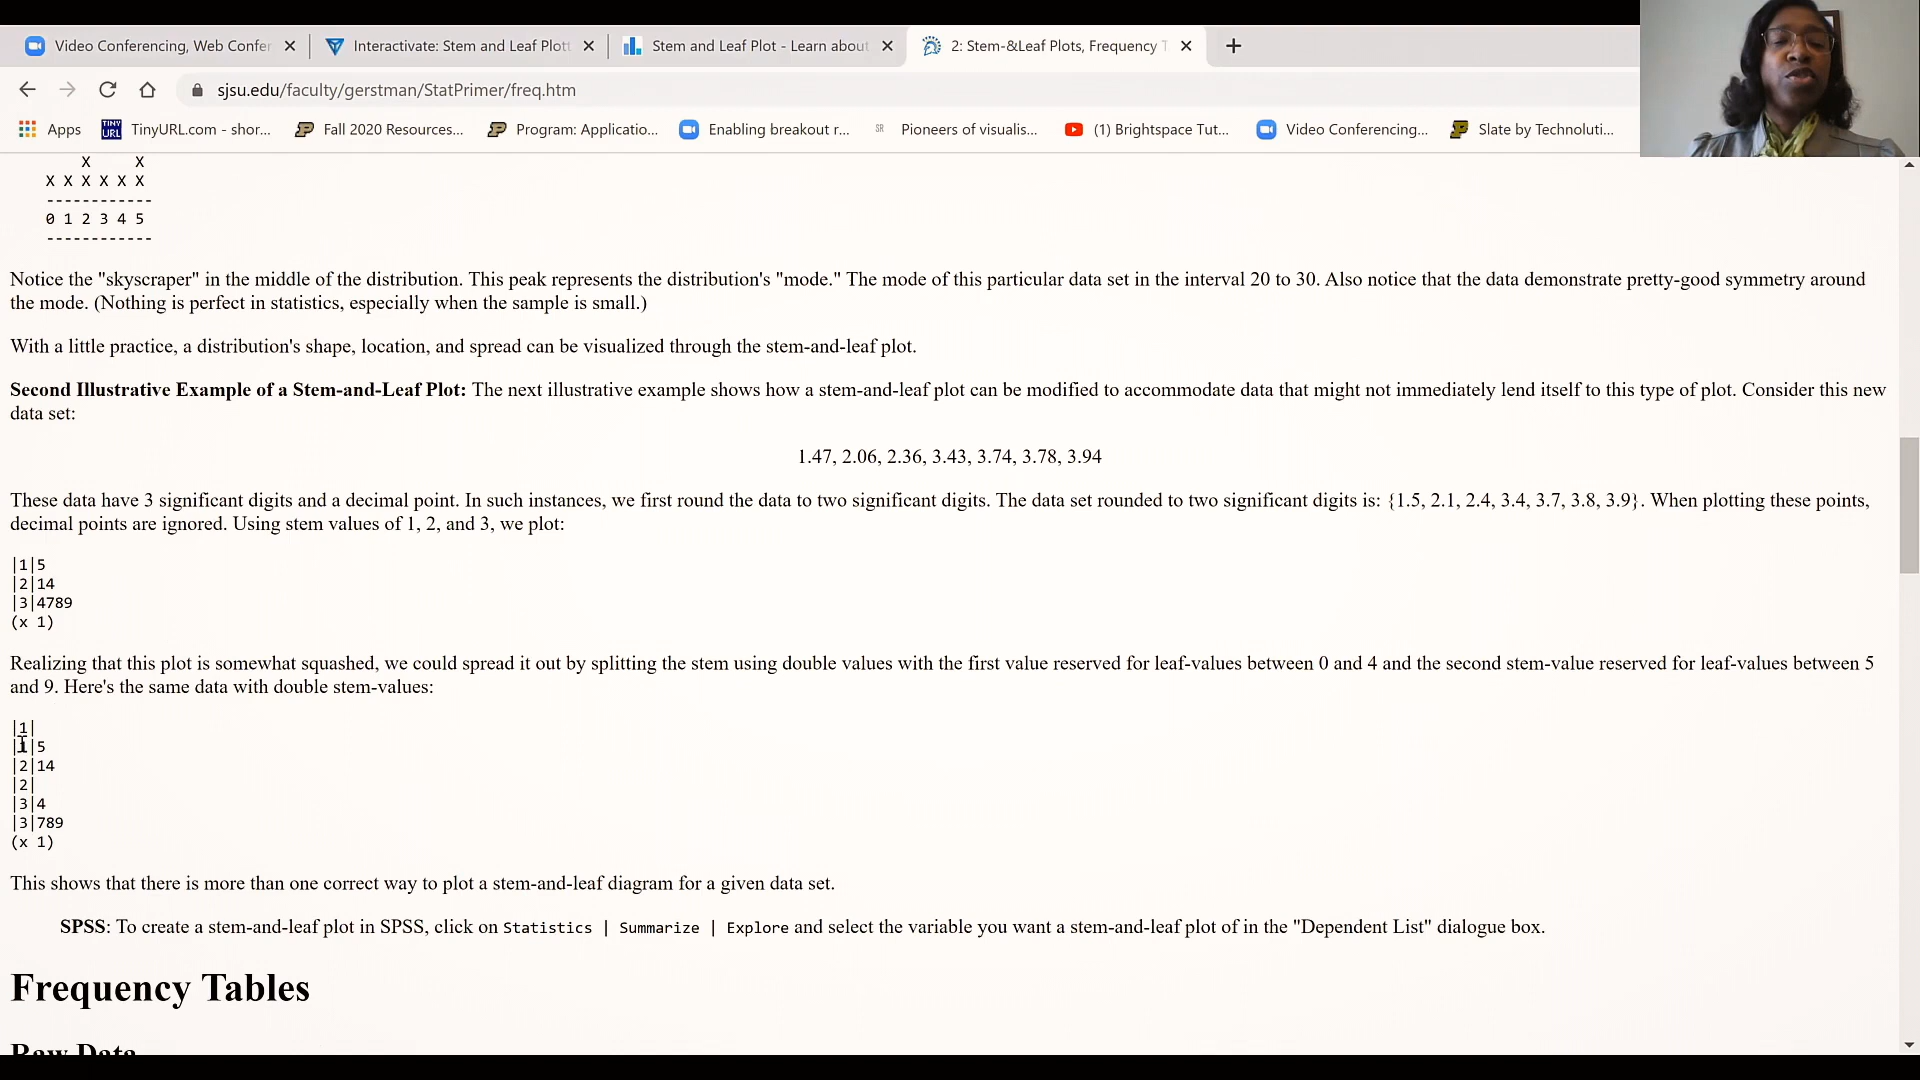 Video Conferencing, Web Confer
Interactivate: Stem and Leaf Plott
Stem and Leaf Plot - Learn about
2: Stem-&Leaf Plots, Frequency T
sjsu.edu/faculty/gerstman/StatPrimer/freq.htm
Apps
TINY URL
TinyURL.com - shor...
Fall 2020 Resources...
Program: Applicatio...
Enabling breakout r...
SR
Pioneers of visualis...
(1) Brightspace Tut...
Video Conferencing...
Slate by Technoluti...
X X
X X X X X X
------------
0 1 2 3 4 5
------------
Notice the "skyscraper" in the middle of the distribution. This peak represents the distribution's "mode." The mode of this particular data set in the interval 20 to 30. Also notice that the data demonstrate pretty-good symmetry around
the mode. (Nothing is perfect in statistics, especially when the sample is small.)
With a little practice, a distribution's shape, location, and spread can be visualized through the stem-and-leaf plot.
Second Illustrative Example of a Stem-and-Leaf Plot: The next illustrative example shows how a stem-and-leaf plot can be modified to accommodate data that might not immediately lend itself to this type of plot. Consider this new
data set:
1.47, 2.06, 2.36, 3.43, 3.74, 3.78, 3.94
These data have 3 significant digits and a decimal point. In such instances, we first round the data to two significant digits. The data set rounded to two significant digits is: {1.5, 2.1, 2.4, 3.4, 3.7, 3.8, 3.9}. When plotting these points,
decimal points are ignored. Using stem values of 1, 2, and 3, we plot:
|1|5
|2|14
|3|4789
(x 1)
Realizing that this plot is somewhat squashed, we could spread it out by splitting the stem using double values with the first value reserved for leaf-values between 0 and 4 and the second stem-value reserved for leaf-values between 5
and 9. Here's the same data with double stem-values:
|1|
|1|5
|2|14
|2|
|3|4
|3|789
(x 1)
This shows that there is more than one correct way to plot a stem-and-leaf diagram for a given data set.
SPSS: To create a stem-and-leaf plot in SPSS, click on Statistics | Summarize | Explore and select the variable you want a stem-and-leaf plot of in the "Dependent List" dialogue box.
Frequency Tables
Raw Data